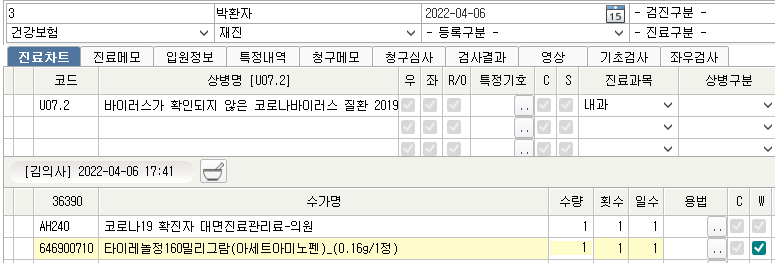 3 박환자 2022-04-06 15 - 검진구분 -
건강보험 재진 - 등록구분 - - 진료구분 -
진료차트 진료메모 입원정보 특정내역 청구메모 청구심사 검사결과 영상 기초검사 좌우검사
코드 상병명 [U07.2] 우 좌 R/O 특정기호 C S 진료과목 상병구분
U07.2 바이러스가 확인되지 않은 코로나바이러스 질환 2019 .. 내과
..
..
[김의사] 2022-04-06 17:41
36390 수가명 수량 횟수 일수 용법 C W
AH240 코로나19 확진자 대면진료관리료-의원 1 1 1 ..
646900710 타이레놀정160밀리그람(아세트아미노펜)_(0.16g/1정) 1 1 1 ..